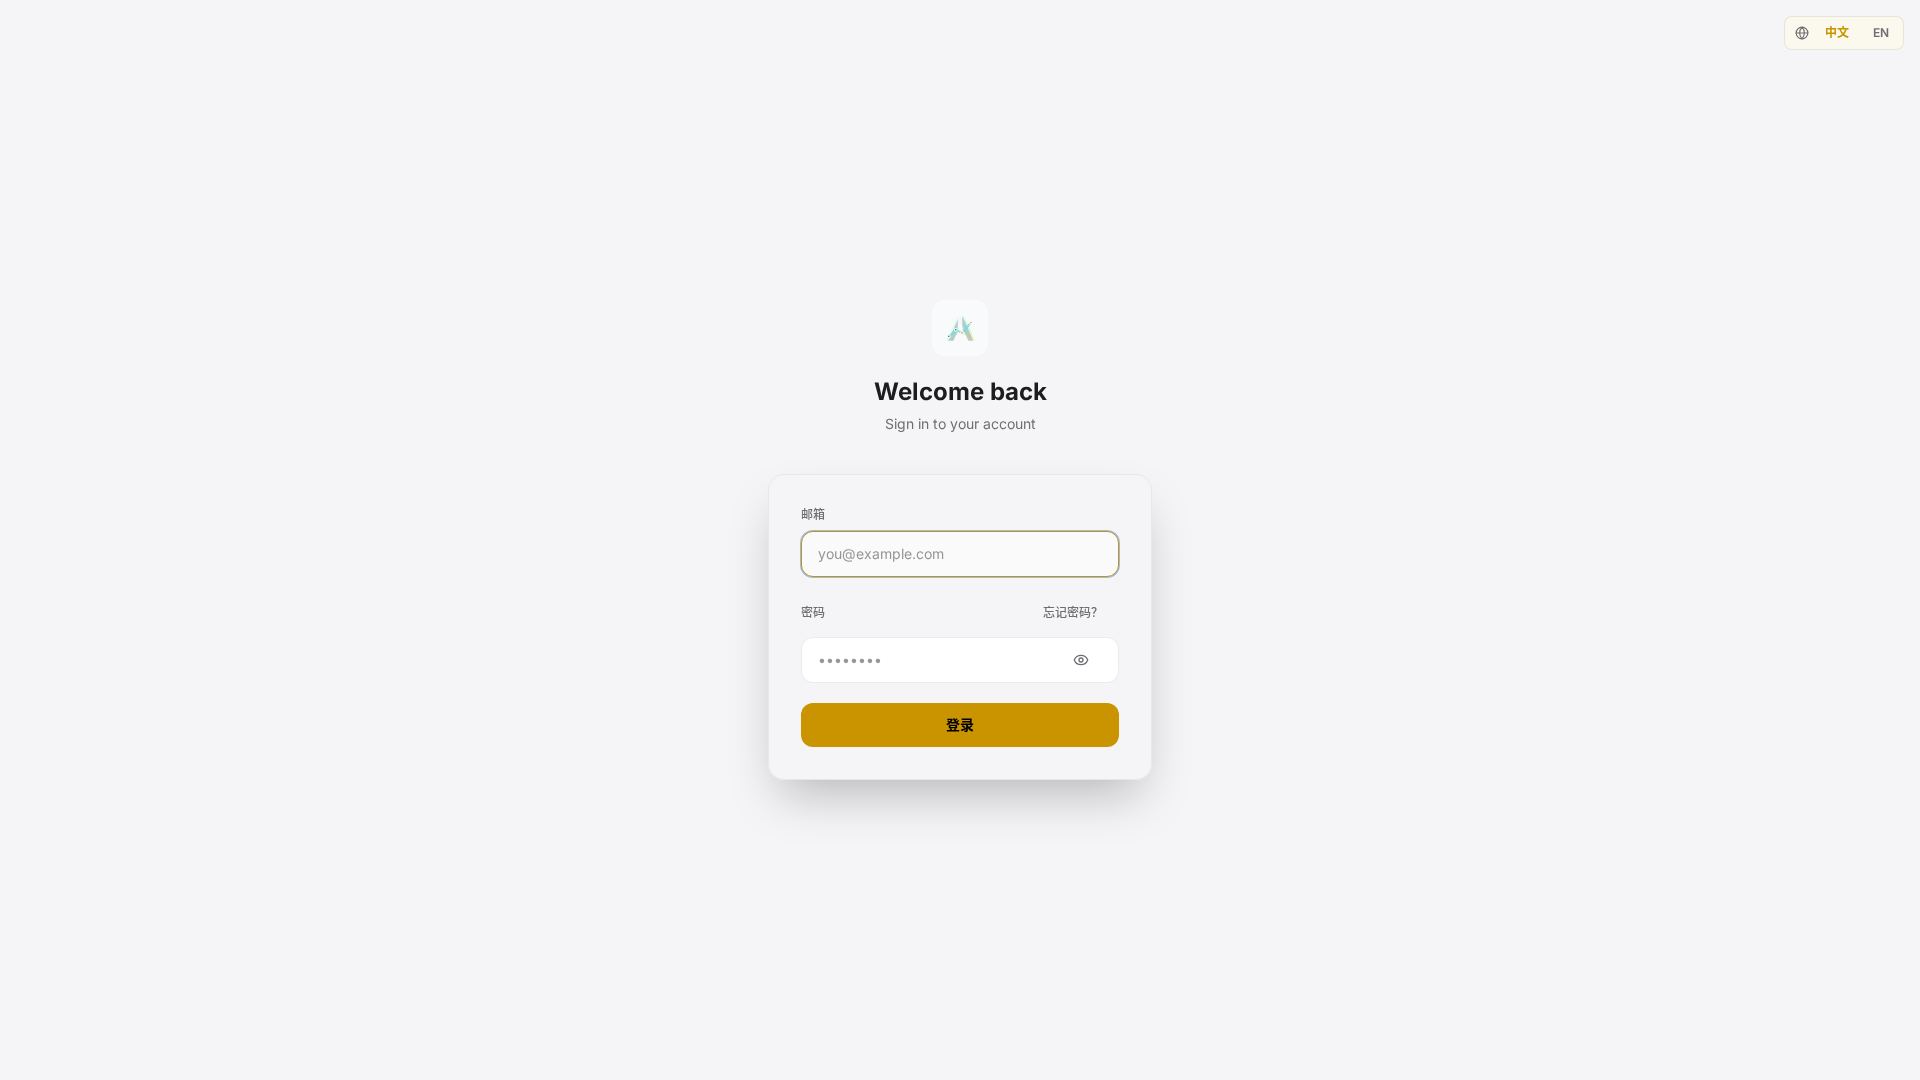 中文 EN
Welcome back
Sign in to your account
邮箱
you@example.com
密码 忘记密码?
••••••••
登录